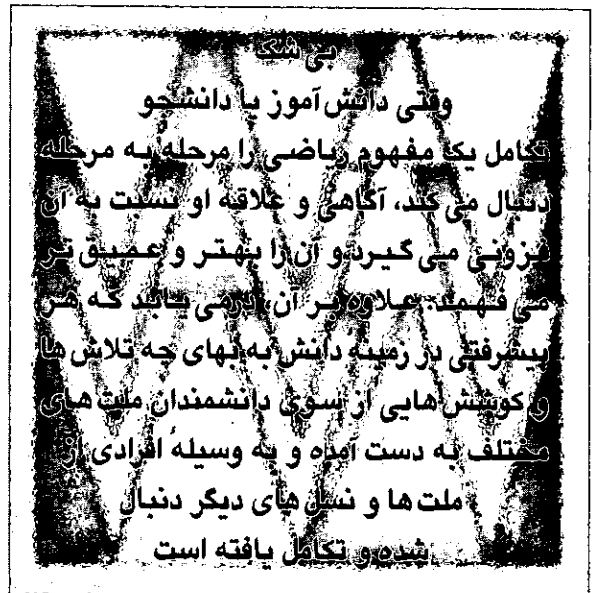 بی شک
وقتی دانش‌آموز یا دانشجو
تکامل یک مفهوم ریاضی را مرحله به مرحله
دنبال می کند، آگاهی و علاقه او نسبت به آن
فزونی می گیرد و آن را بهتر و عمیق تر
می فهمد. علاوه بر آن، درمی یابد که هر
پیشرفتی در زمینه دانش به بهای چه تلاش ها
و کوشش هایی از سوی دانشمندان ملت های
مختلف به دست آمده و به وسیلهٔ افرادی از
ملت ها و نسل های دیگر دنبال
شده و تکامل یافته است